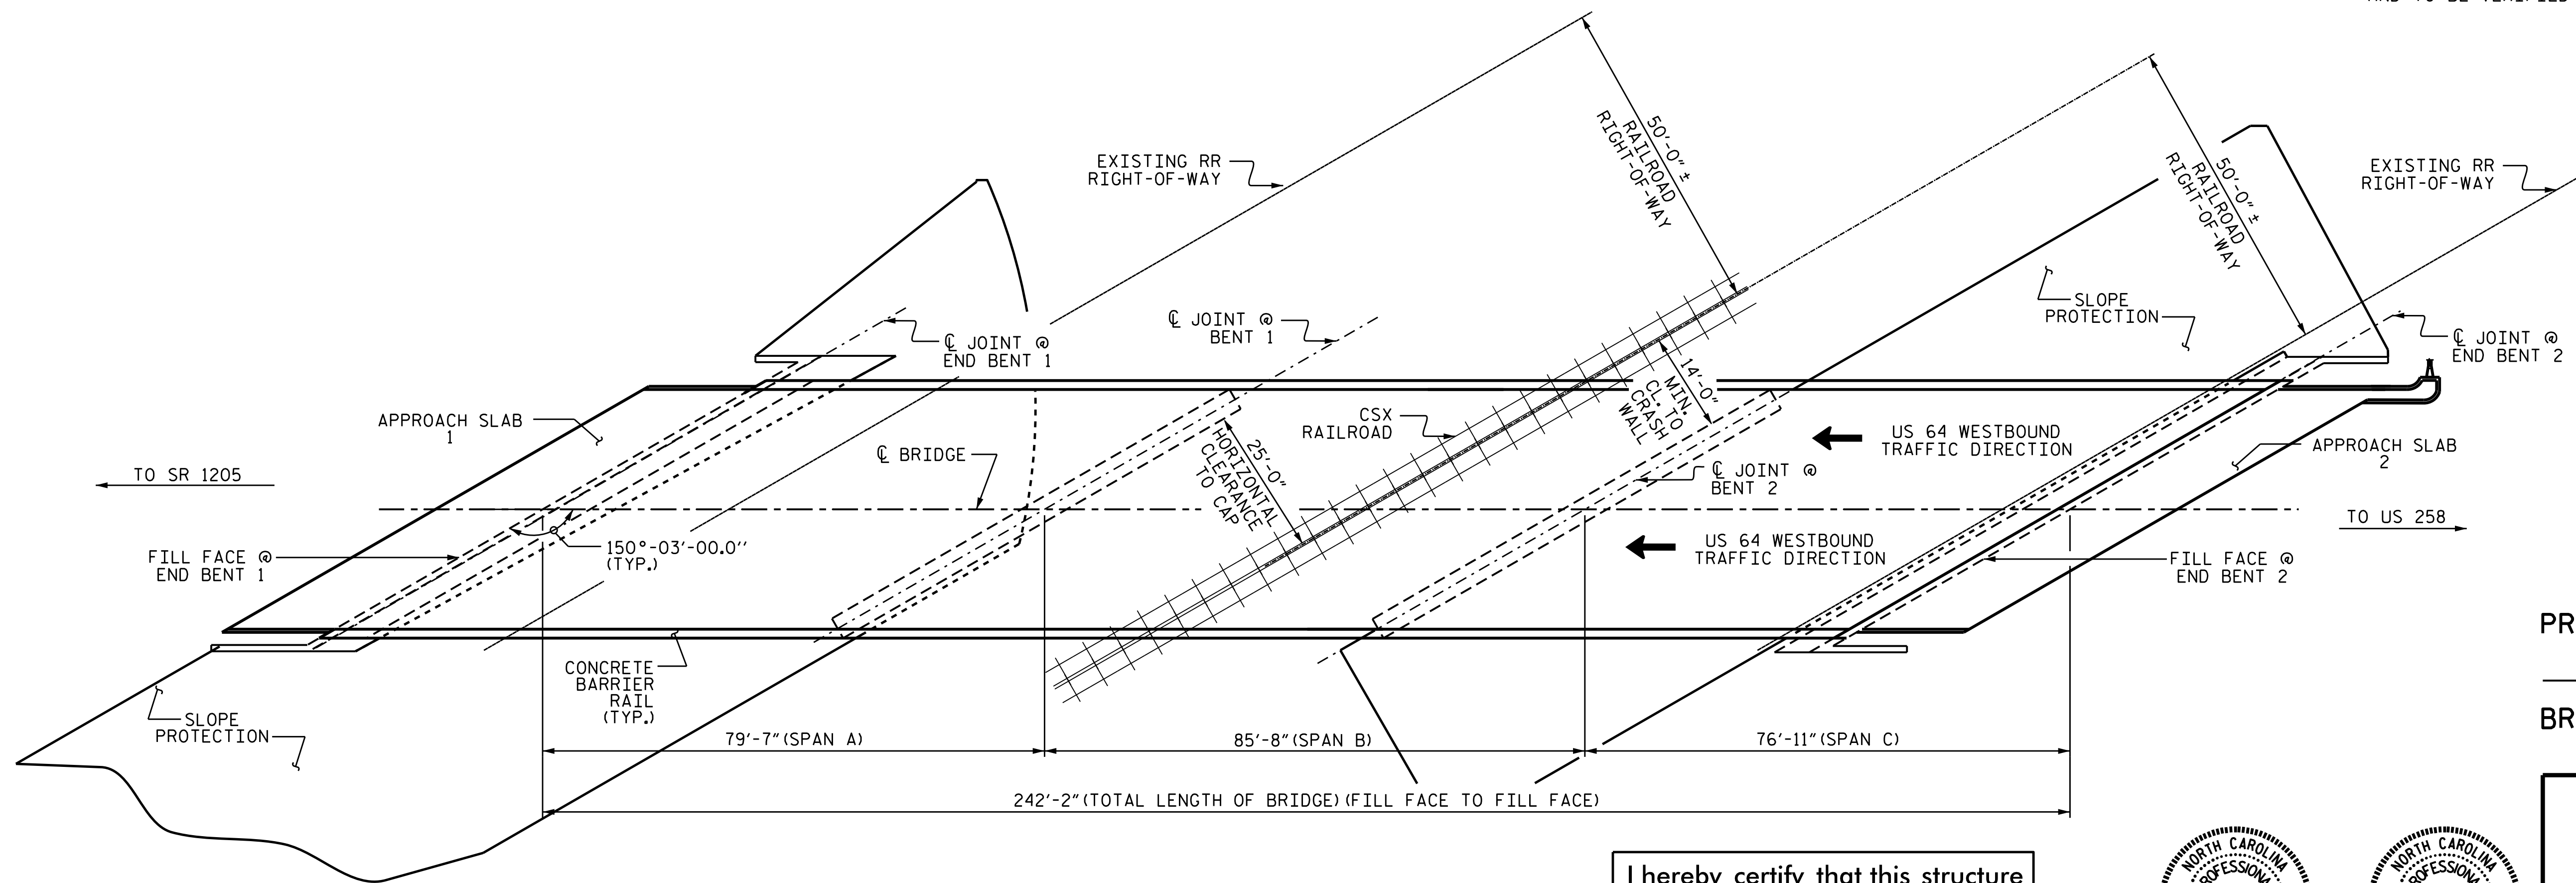 50'-0" ±
RAILROAD
RIGHT-OF-WAY
EXISTING RR
RIGHT-OF-WAY
50'-0" ±
RAILROAD
RIGHT-OF-WAY
EXISTING RR
RIGHT-OF-WAY
℄ JOINT @
END BENT 1
℄ JOINT @
BENT 1
SLOPE
PROTECTION
℄ JOINT @
END BENT 2
14'-0"
MIN.
CL. TO
CRASH
WALL
APPROACH SLAB
1
CSX
RAILROAD
US 64 WESTBOUND
TRAFFIC DIRECTION
APPROACH SLAB
2
℄ BRIDGE
25'-0"
HORIZONTAL
CLEARANCE
TO CAP
℄ JOINT @
BENT 2
TO SR 1205
TO US 258
150°-03'-00.0''
(TYP.)
FILL FACE @
END BENT 1
US 64 WESTBOUND
TRAFFIC DIRECTION
FILL FACE @
END BENT 2
PR
CONCRETE
BARRIER
RAIL
(TYP.)
SLOPE
PROTECTION
BR
79'-7" (SPAN A)
85'-8" (SPAN B)
76'-11" (SPAN C)
242'-2" (TOTAL LENGTH OF BRIDGE) (FILL FACE TO FILL FACE)
I hereby certify that this structure
NORTH CAROLINA
NORTH CAROLINA